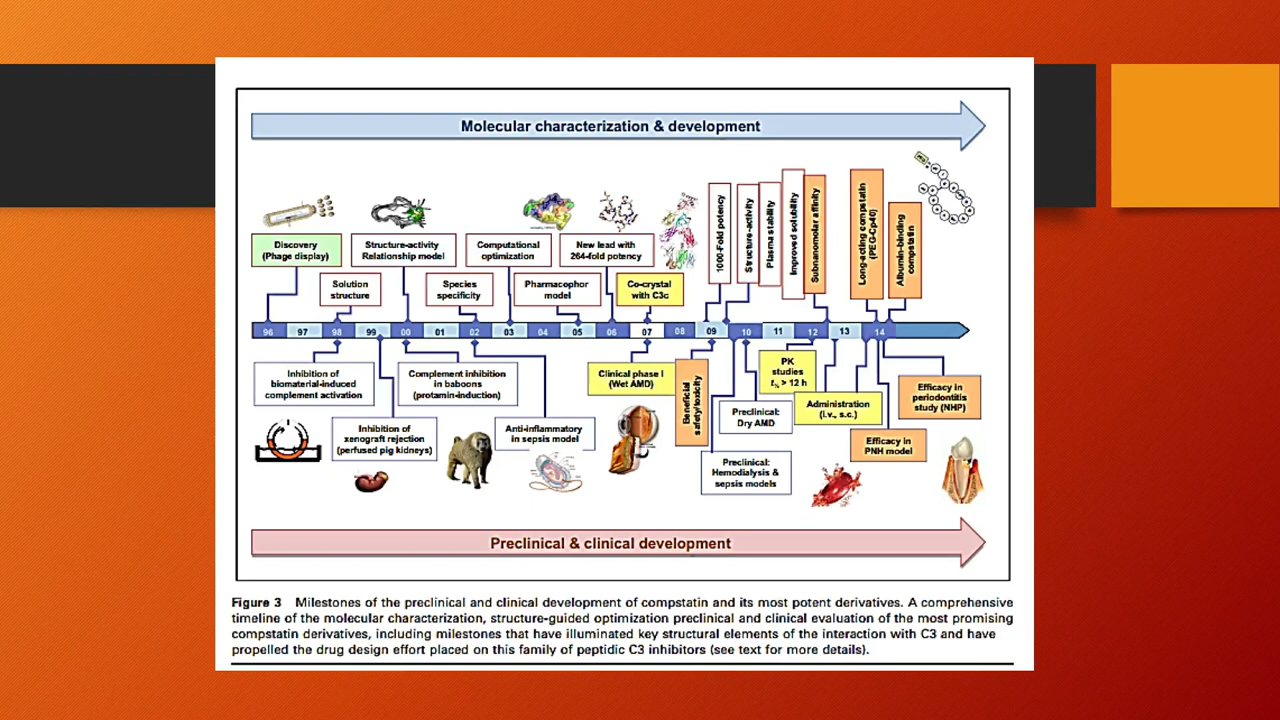 Molecular characterization & development
Discovery
(Phage display)
Structure-activity
Relationship model
Computational
optimization
New lead with
264-fold potency
Solution
structure
Species
specificity
Pharmacophor
model
Co-crystal
with C3c
1000-Fold potency
Structure-activity
Plasma stability
Improved solubility
Subnanomolar affinity
Long-acting compstatin
(PEG-Cp40)
Albumin-binding
compstatin
96 97 98 99 00 01 02 03 04 05 06 07 08 09 10 11 12 13 14
Inhibition of
biomaterial-induced
complement activation
Inhibition of
xenograft rejection
(perfused pig kidneys)
Complement inhibition
in baboons
(protamin-induction)
Anti-inflammatory
in sepsis model
Clinical phase I
(Wet AMD)
Beneficial
safety/toxicity
Preclinical:
Hemodialysis &
sepsis models
Preclinical:
Dry AMD
PK
studies
t½ > 12 h
Administration
(i.v., s.c.)
Efficacy in
PNH model
Efficacy in
periodontitis
study (NHP)
Preclinical & clinical development
Figure 3 Milestones of the preclinical and clinical development of compstatin and its most potent derivatives. A comprehensive
timeline of the molecular characterization, structure-guided optimization preclinical and clinical evaluation of the most promising
compstatin derivatives, including milestones that have illuminated key structural elements of the interaction with C3 and have
propelled the drug design effort placed on this family of peptidic C3 inhibitors (see text for more details).